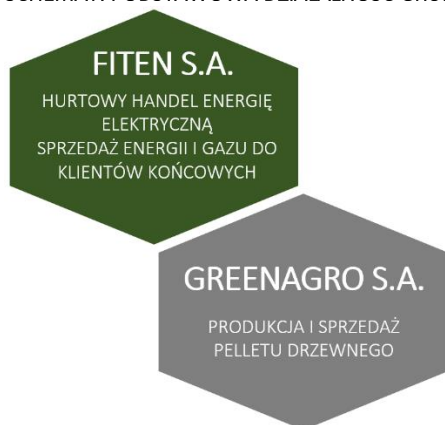 FITEN S.A.
HURTOWY HANDEL ENERGIĘ
ELEKTRYCZNĄ
SPRZEDAŻ ENERGII I GAZU DO
KLIENTÓW KOŃCOWYCH
GREENAGRO S.A.
PRODUKCJA I SPRZEDAŻ
PELLETU DRZEWNEGO